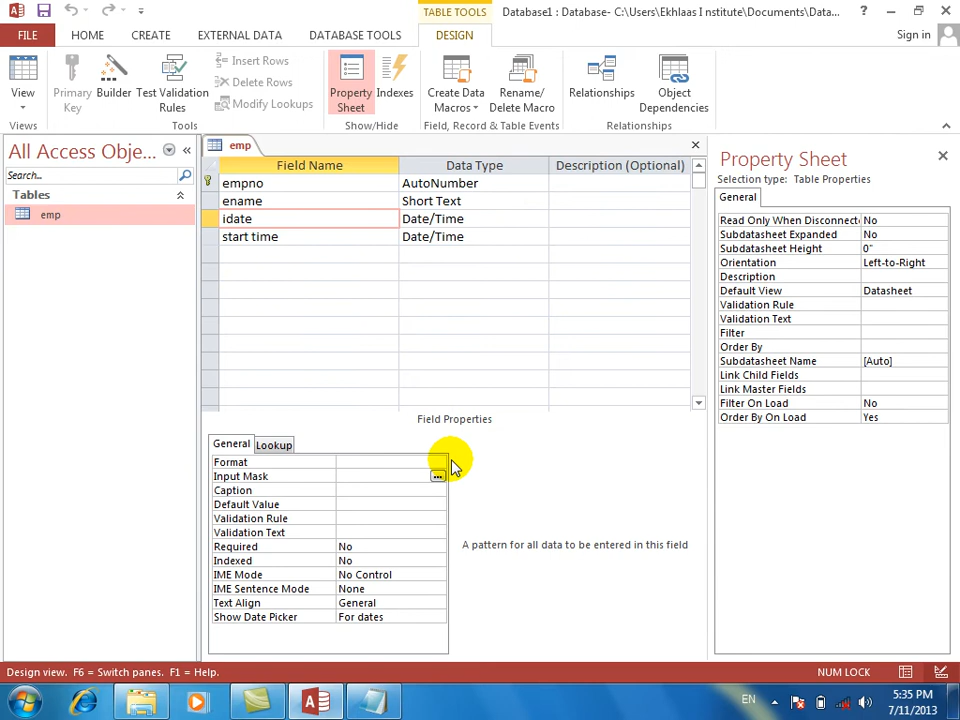 TABLE TOOLS
Database1 : Database- C:\Users\Ekhlaas I nstitute\Documents\Data...
FILE
HOME
CREATE
EXTERNAL DATA
DATABASE TOOLS
DESIGN
Sign in
View
Primary Key
Builder
Test Validation Rules
Insert Rows
Delete Rows
Modify Lookups
Property Sheet
Indexes
Create Data Macros
Rename/ Delete Macro
Relationships
Object Dependencies
Views
Tools
Show/Hide
Field, Record & Table Events
Relationships
All Access Obje...
Search...
Tables
emp
emp
Field Name Data Type Description (Optional)
empno AutoNumber
ename Short Text
idate Date/Time
start time Date/Time
Field Properties
General Lookup
Format
Input Mask ...
Caption
Default Value
Validation Rule
Validation Text
Required No
Indexed No
IME Mode No Control
IME Sentence Mode None
Text Align General
Show Date Picker For dates
A pattern for all data to be entered in this field
Property Sheet
Selection type: Table Properties
General
Read Only When Disconnecte No
Subdatasheet Expanded No
Subdatasheet Height 0"
Orientation Left-to-Right
Description
Default View Datasheet
Validation Rule
Validation Text
Filter
Order By
Subdatasheet Name [Auto]
Link Child Fields
Link Master Fields
Filter On Load No
Order By On Load Yes
Design view. F6 = Switch panes. F1 = Help.
NUM LOCK
EN
5:35 PM
7/11/2013